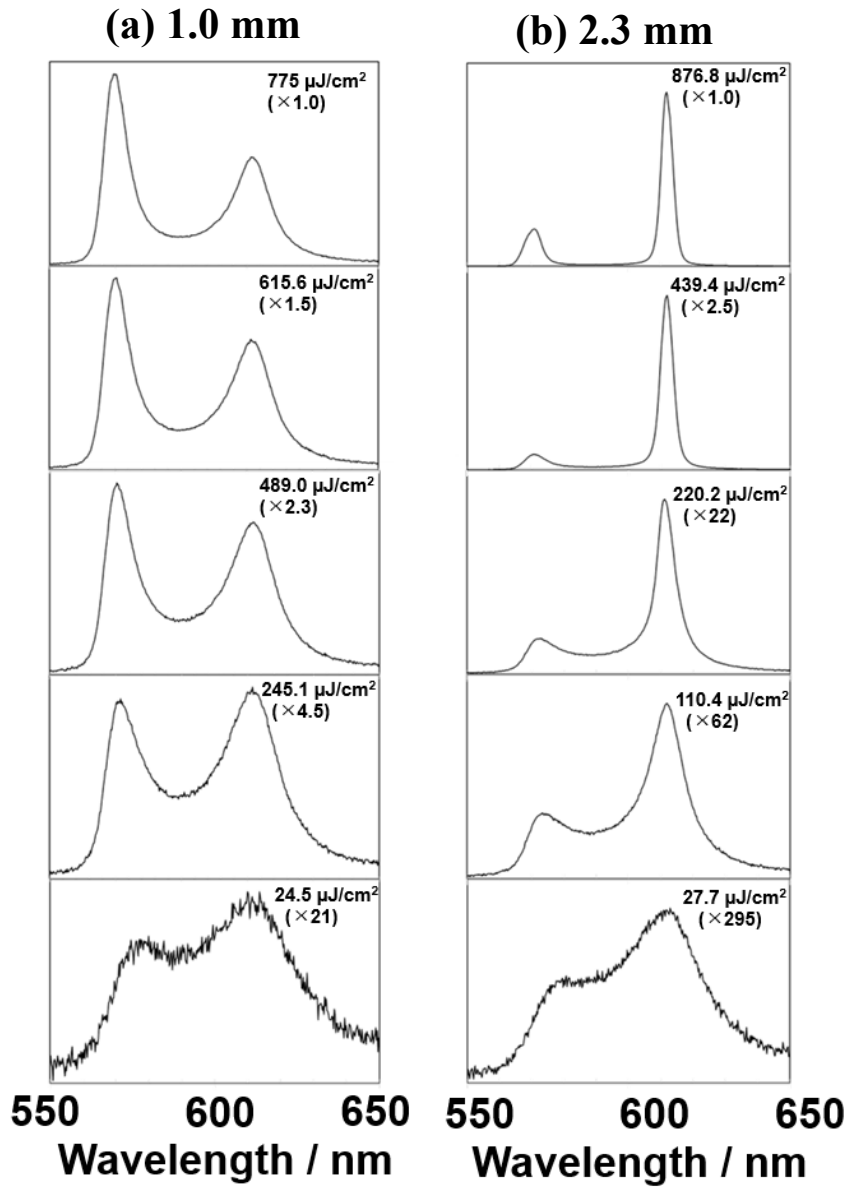 (a) 1.0 mm
775 µJ/cm²
(×1.0)
615.6 µJ/cm²
(×1.5)
489.0 µJ/cm²
(×2.3)
245.1 µJ/cm²
(×4.5)
24.5 µJ/cm²
(×21)
550 600 650
Wavelength / nm
(b) 2.3 mm
876.8 µJ/cm²
(×1.0)
439.4 µJ/cm²
(×2.5)
220.2 µJ/cm²
(×22)
110.4 µJ/cm²
(×62)
27.7 µJ/cm²
(×295)
550 600 650
Wavelength / nm